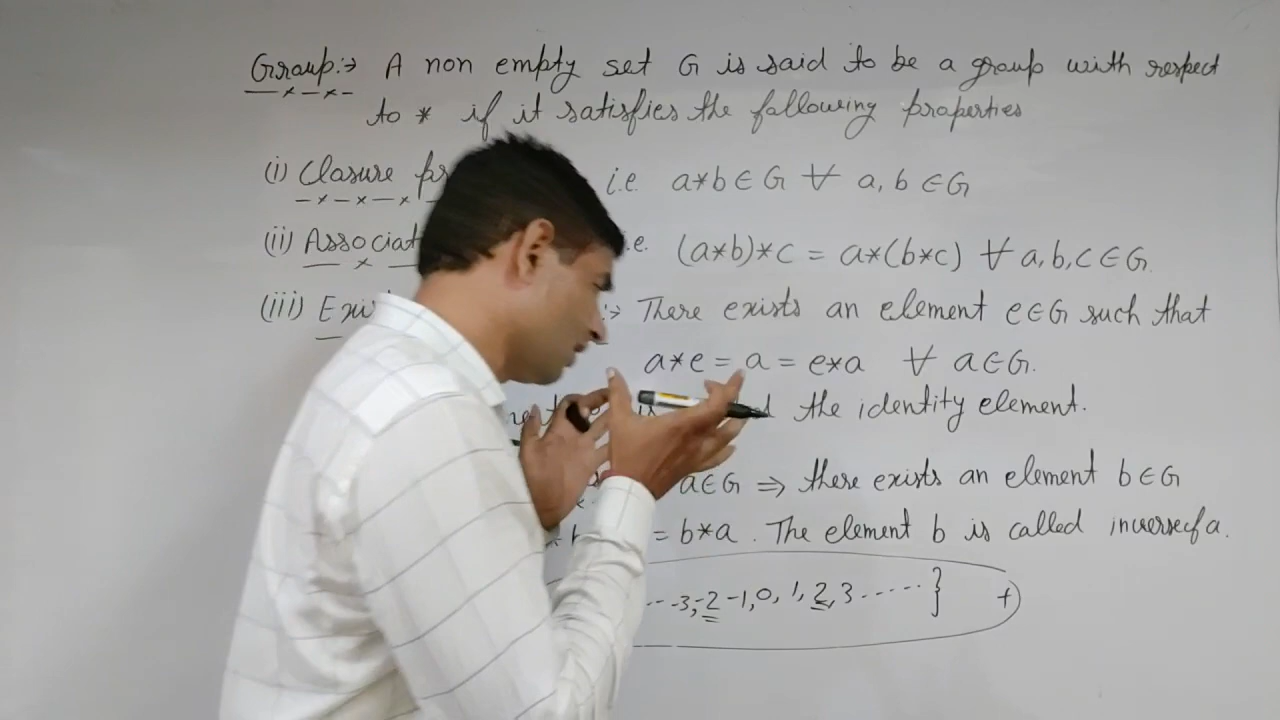 Group:→ A non empty set G is said to be a group with respect
to * if it satisfies the following properties
(i) Closure i.e. a*b ∈ G ∀ a, b ∈ G
(ii) (a*b)*c = a*(b*c) ∀ a,b,c ∈ G
(iii) :→ There exists an element e∈G such that
a*e = a = e*a ∀ a∈G.
the identity element.
a∈G ⇒ there exists an element b∈G
= b*a. The element b is called inverse of a.
-3, -2 -1, 0, 1, 2, 3 ...... } +